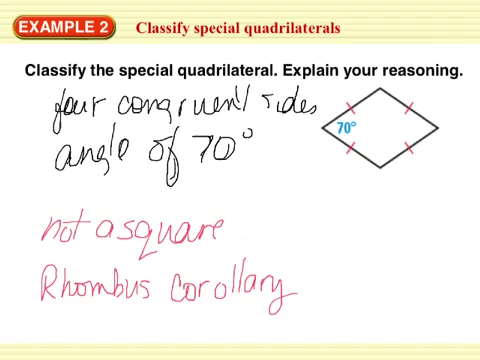 EXAMPLE 2 Classify special quadrilaterals
Classify the special quadrilateral. Explain your reasoning.
four congruent sides
angle of 70°
70°
not a square
Rhombus corollary